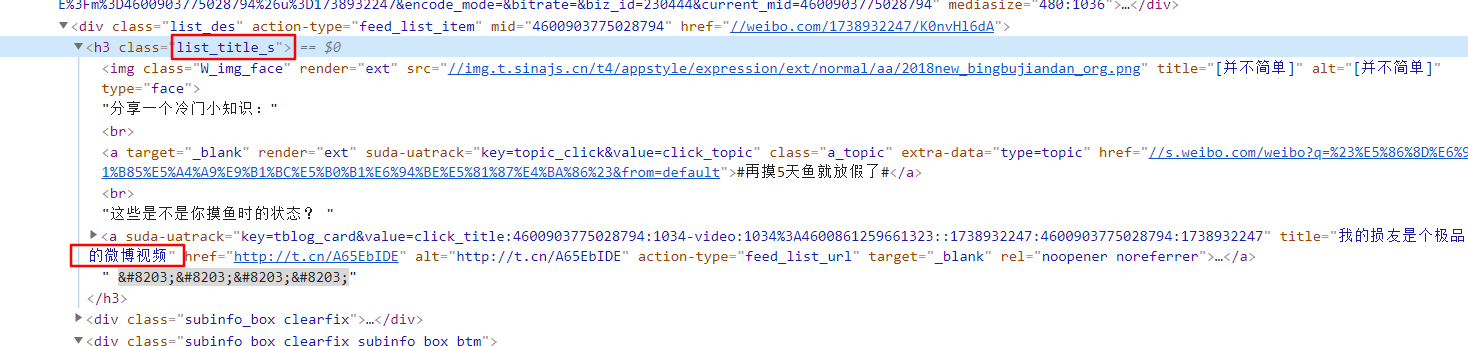 E%3Fm%3D4600903775028794%26u%3D1738932247&encode_mode=&bitrate=&biz_id=230444&current_mid=4600903775028794" mediasize="480:1036">…</div>
▼<div class="list_des" action-type="feed_list_item" mid="4600903775028794" href="//weibo.com/1738932247/K0nvHl6dA">
▼<h3 class="list_title_s"> == $0
<img class="W_img_face" render="ext" src="//img.t.sinajs.cn/t4/appstyle/expression/ext/normal/aa/2018new_bingbujiandan_org.png" title="[并不简单]" alt="[并不简单]"
type="face">
"分享一个冷门小知识："
<br>
<a target="_blank" render="ext" suda-uatrack="key=topic_click&value=click_topic" class="a_topic" extra-data="type=topic" href="//s.weibo.com/weibo?q=%23%E5%86%8D%E6%9
1%B85%E5%A4%A9%E9%B1%BC%E5%B0%B1%E6%94%BE%E5%81%87%E4%BA%86%23&from=default">#再摸5天鱼就放假了#</a>
<br>
"这些是不是你摸鱼时的状态？ "
▶<a suda-uatrack="key=tblog_card&value=click_title:4600903775028794:1034-video:1034%3A4600861259661323::1738932247:4600903775028794:1738932247" title="我的损友是个极品
的微博视频" href="http://t.cn/A65EbIDE" alt="http://t.cn/A65EbIDE" action-type="feed_list_url" target="_blank" rel="noopener noreferrer">…</a>
" &#8203;&#8203;&#8203;&#8203;"
</h3>
▶<div class="subinfo_box clearfix">…</div>
▼<div class="subinfo_box clearfix subinfo_box_btm">